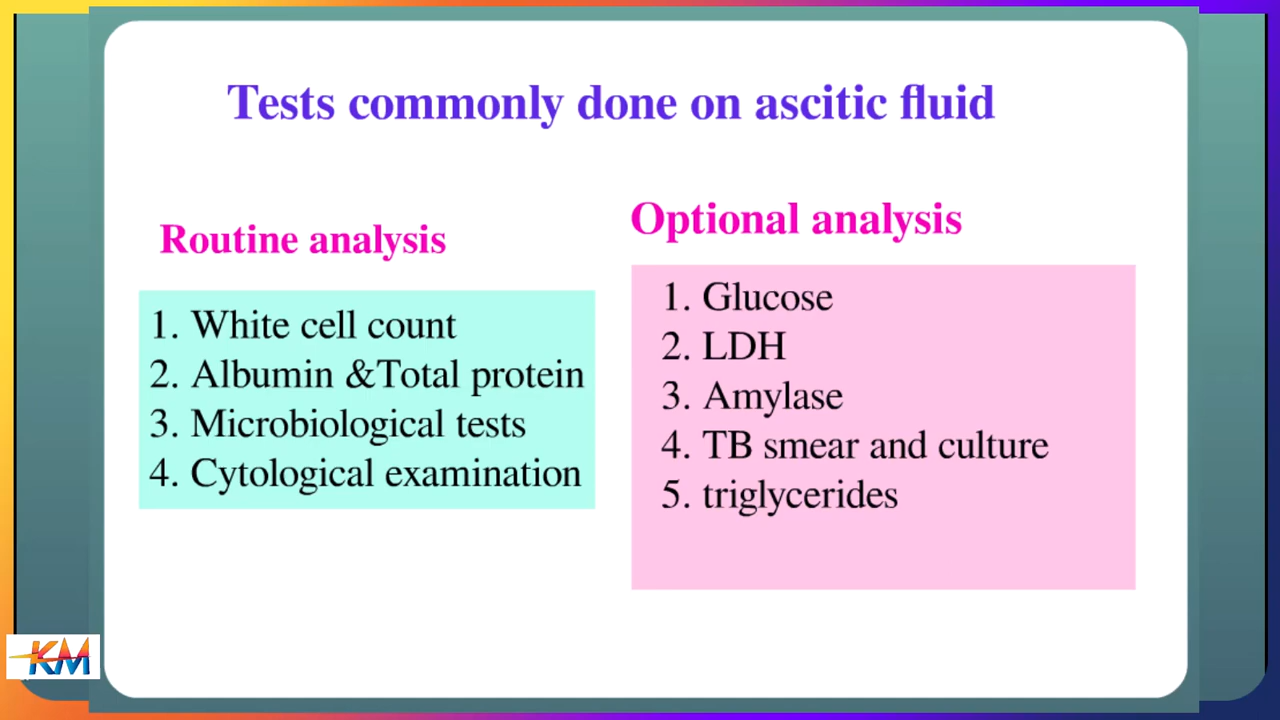 Tests commonly done on ascitic fluid
Routine analysis
1. White cell count
2. Albumin &Total protein
3. Microbiological tests
4. Cytological examination
Optional analysis
1. Glucose
2. LDH
3. Amylase
4. TB smear and culture
5. triglycerides
KM